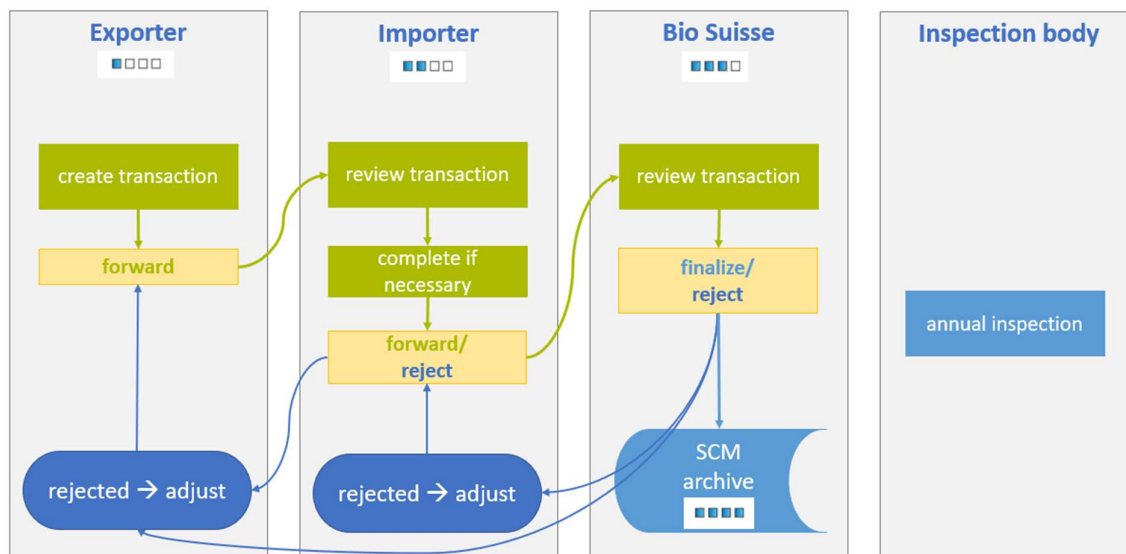 Exporter
create transaction
forward
rejected → adjust
Importer
review transaction
complete if
necessary
forward/
reject
rejected → adjust
Bio Suisse
review transaction
finalize/
reject
SCM
archive
Inspection body
annual inspection